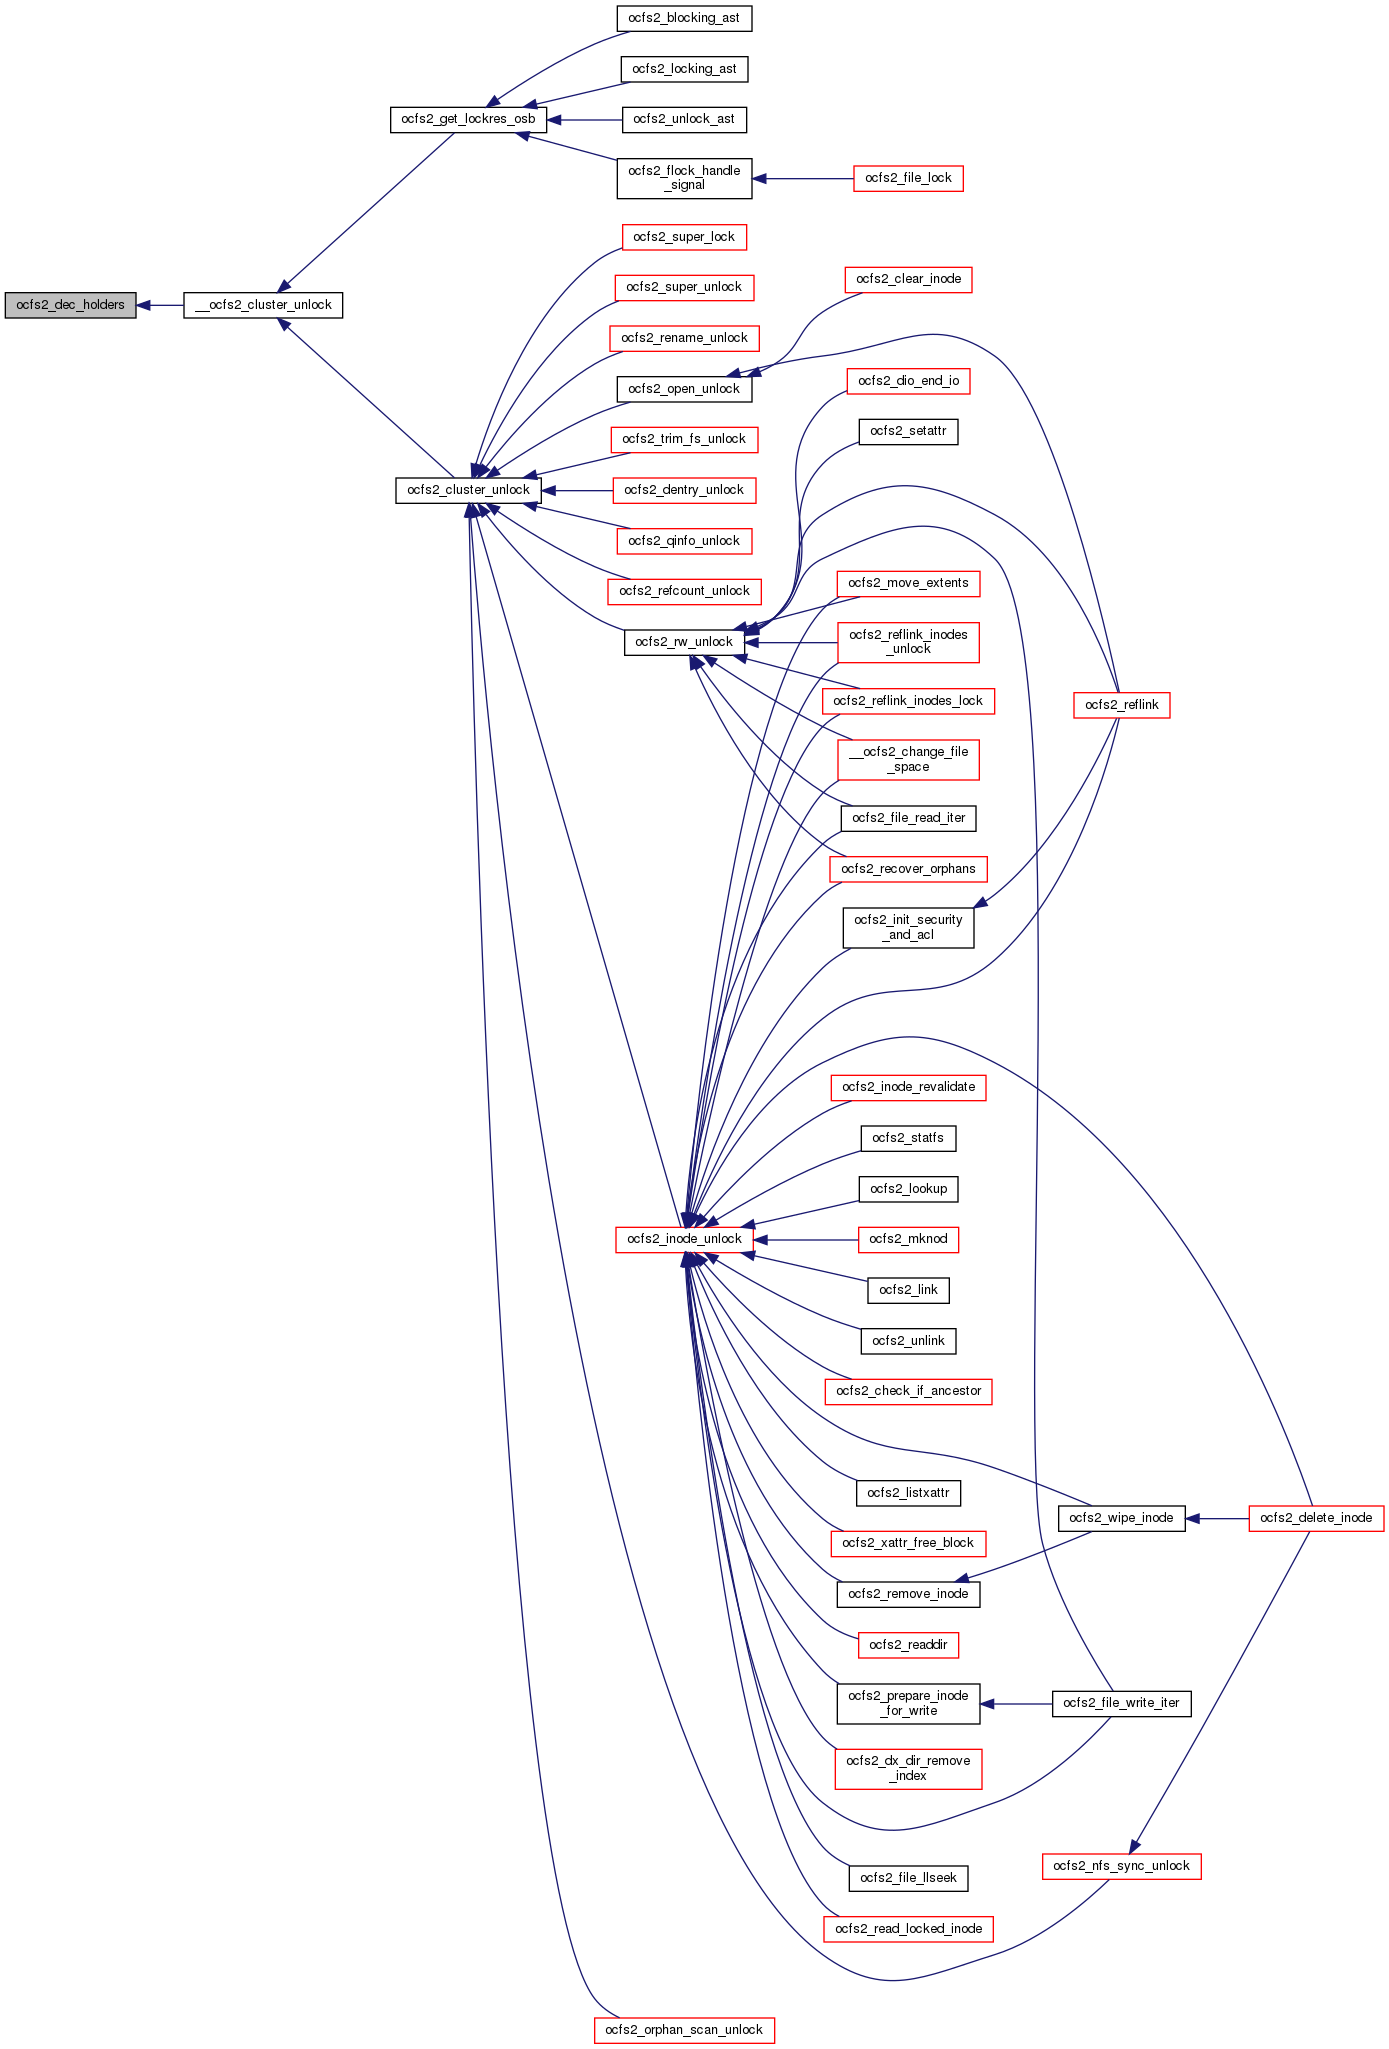 ocfs2_blocking_ast
ocfs2_locking_ast
ocfs2_get_lockres_osb
ocfs2_unlock_ast
ocfs2_flock_handle
_signal
ocfs2_file_lock
ocfs2_super_lock
ocfs2_clear_inode
ocfs2_super_unlock
ocfs2_dec_holders
__ocfs2_cluster_unlock
ocfs2_rename_unlock
ocfs2_open_unlock
ocfs2_dio_end_io
ocfs2_setattr
ocfs2_trim_fs_unlock
ocfs2_cluster_unlock
ocfs2_dentry_unlock
ocfs2_qinfo_unlock
ocfs2_move_extents
ocfs2_refcount_unlock
ocfs2_rw_unlock
ocfs2_reflink_inodes
_unlock
ocfs2_reflink_inodes_lock
ocfs2_reflink
__ocfs2_change_file
_space
ocfs2_file_read_iter
ocfs2_recover_orphans
ocfs2_init_security
_and_acl
ocfs2_inode_revalidate
ocfs2_statfs
ocfs2_lookup
ocfs2_inode_unlock
ocfs2_mknod
ocfs2_link
ocfs2_unlink
ocfs2_check_if_ancestor
ocfs2_listxattr
ocfs2_wipe_inode
ocfs2_delete_inode
ocfs2_xattr_free_block
ocfs2_remove_inode
ocfs2_readdir
ocfs2_prepare_inode
_for_write
ocfs2_file_write_iter
ocfs2_dx_dir_remove
_index
ocfs2_nfs_sync_unlock
ocfs2_file_llseek
ocfs2_read_locked_inode
ocfs2_orphan_scan_unlock